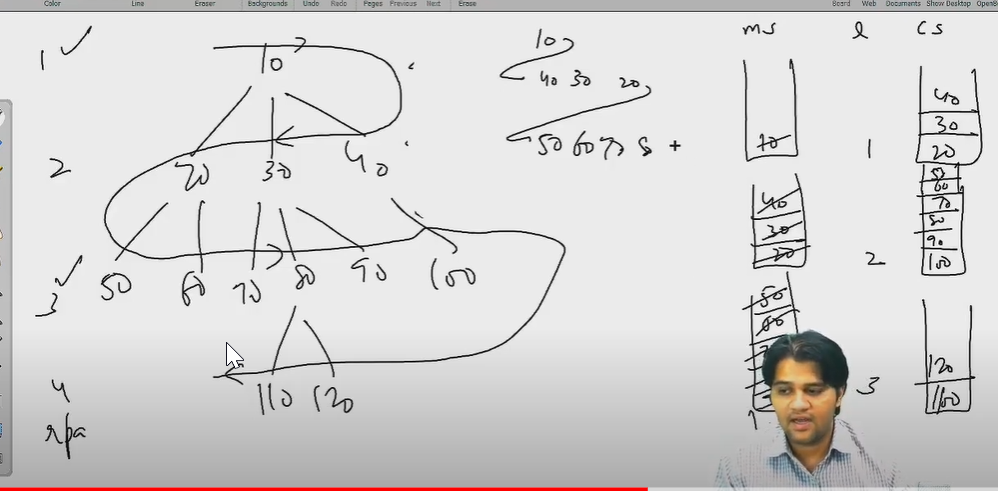 Color Line Eraser Backgrounds Undo Redo Pages Previous Next Erase Board Web Documents Show Desktop OpenB
1 10
2 20 30 40
3 50 60 70 80 90 100
4 110 120
10
40 30 20
50 60 70 8 +
ms l cs
10 1 40 30 20
40 30 20 2 50 60 70 80 90 100
50 60 3 120